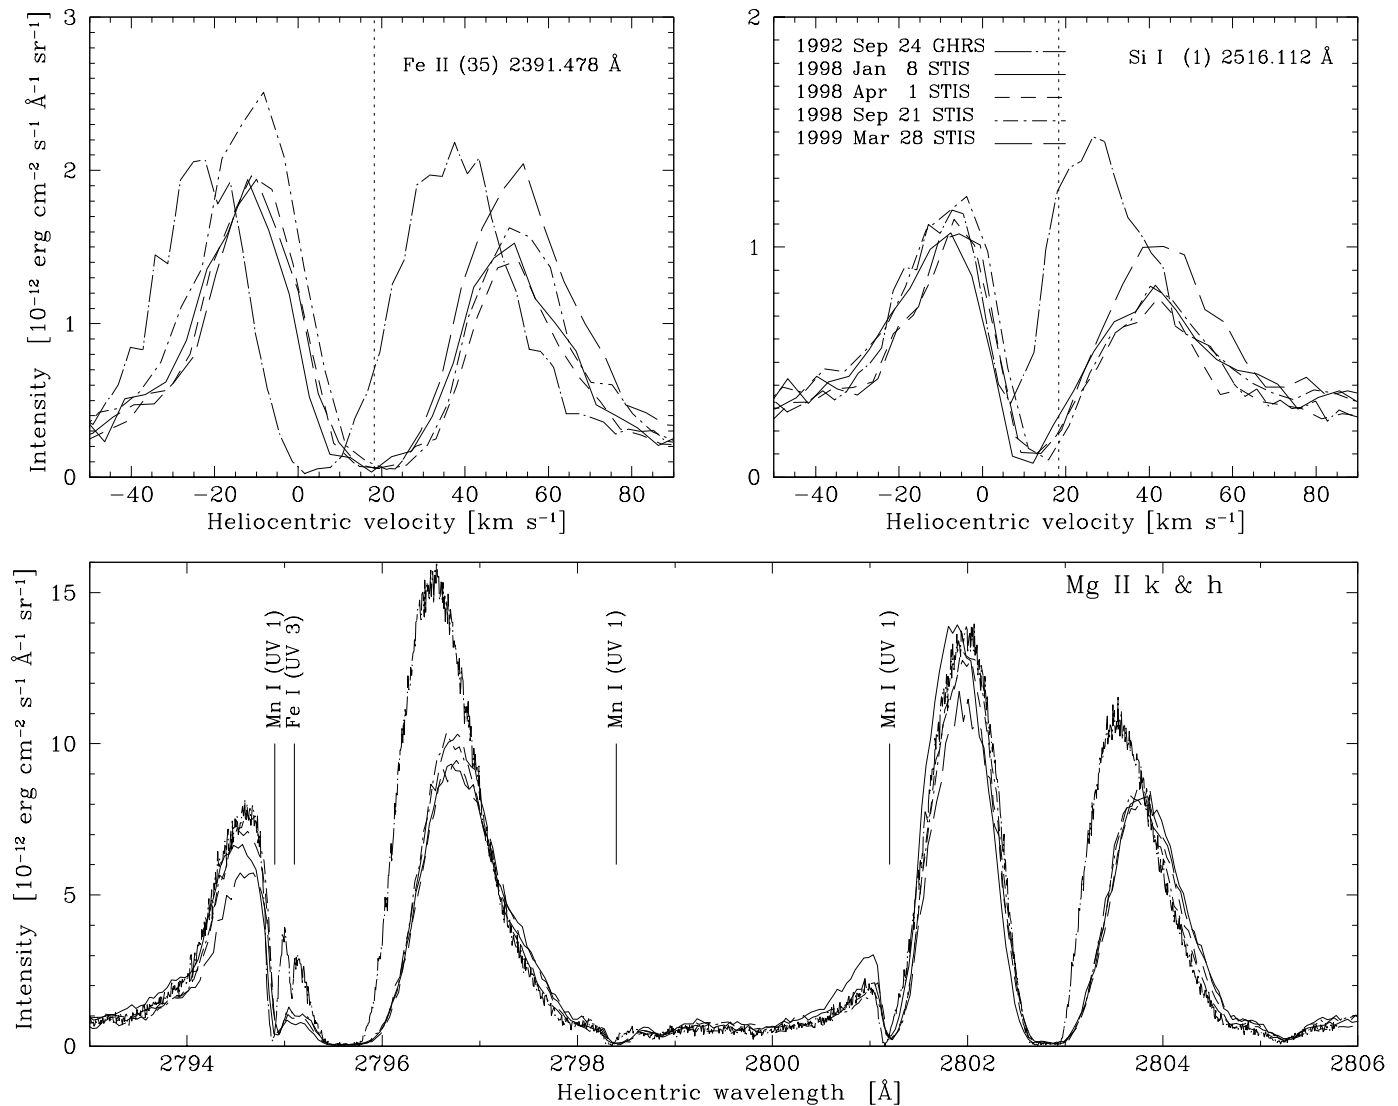 Intensity [10⁻¹² erg cm⁻² s⁻¹ Å⁻¹ sr⁻¹]
3
2
1
0
Fe II (35) 2391.478 Å
−40 −20 0 20 40 60 80
Heliocentric velocity [km s⁻¹]
2
1
0
1992 Sep 24 GHRS
1998 Jan 8 STIS
1998 Apr 1 STIS
1998 Sep 21 STIS
1999 Mar 28 STIS
Si I (1) 2516.112 Å
−40 −20 0 20 40 60 80
Heliocentric velocity [km s⁻¹]
Intensity [10⁻¹² erg cm⁻² s⁻¹ Å⁻¹ sr⁻¹]
15
10
5
0
Mg II k & h
Mn I (UV 1)
Fe I (UV 3)
Mn I (UV 1)
Mn I (UV 1)
2794 2796 2798 2800 2802 2804 2806
Heliocentric wavelength [Å]